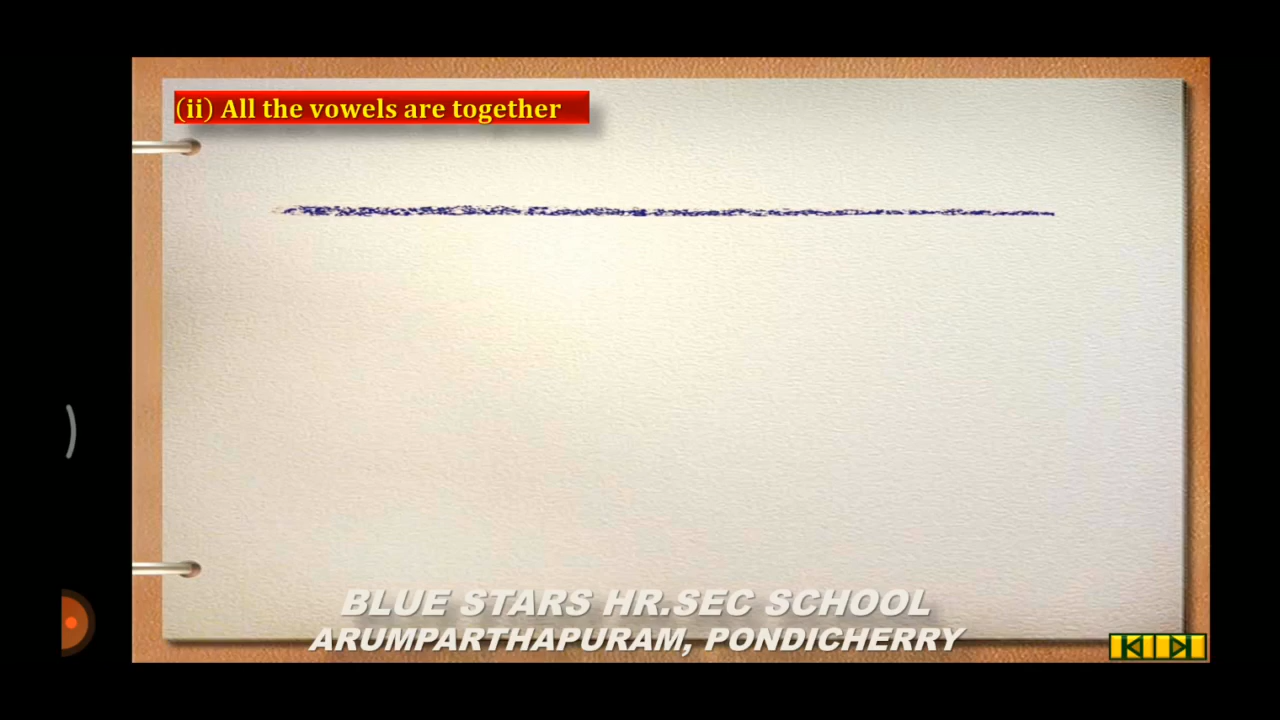 (ii) All the vowels are together
BLUE STARS HR.SEC SCHOOL
ARUMPARTHAPURAM, PONDICHERRY